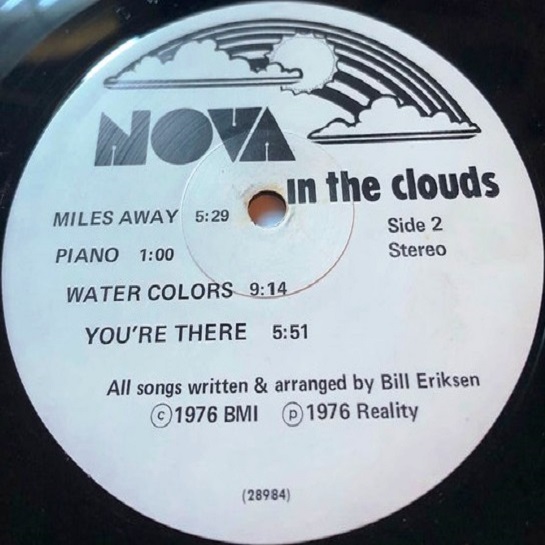 NOVA
in the clouds
MILES AWAY 5:29
Side 2
PIANO 1:00
Stereo
WATER COLORS 9:14
YOU'RE THERE 5:51
All songs written & arranged by Bill Eriksen
©1976 BMI ℗1976 Reality
(28984)